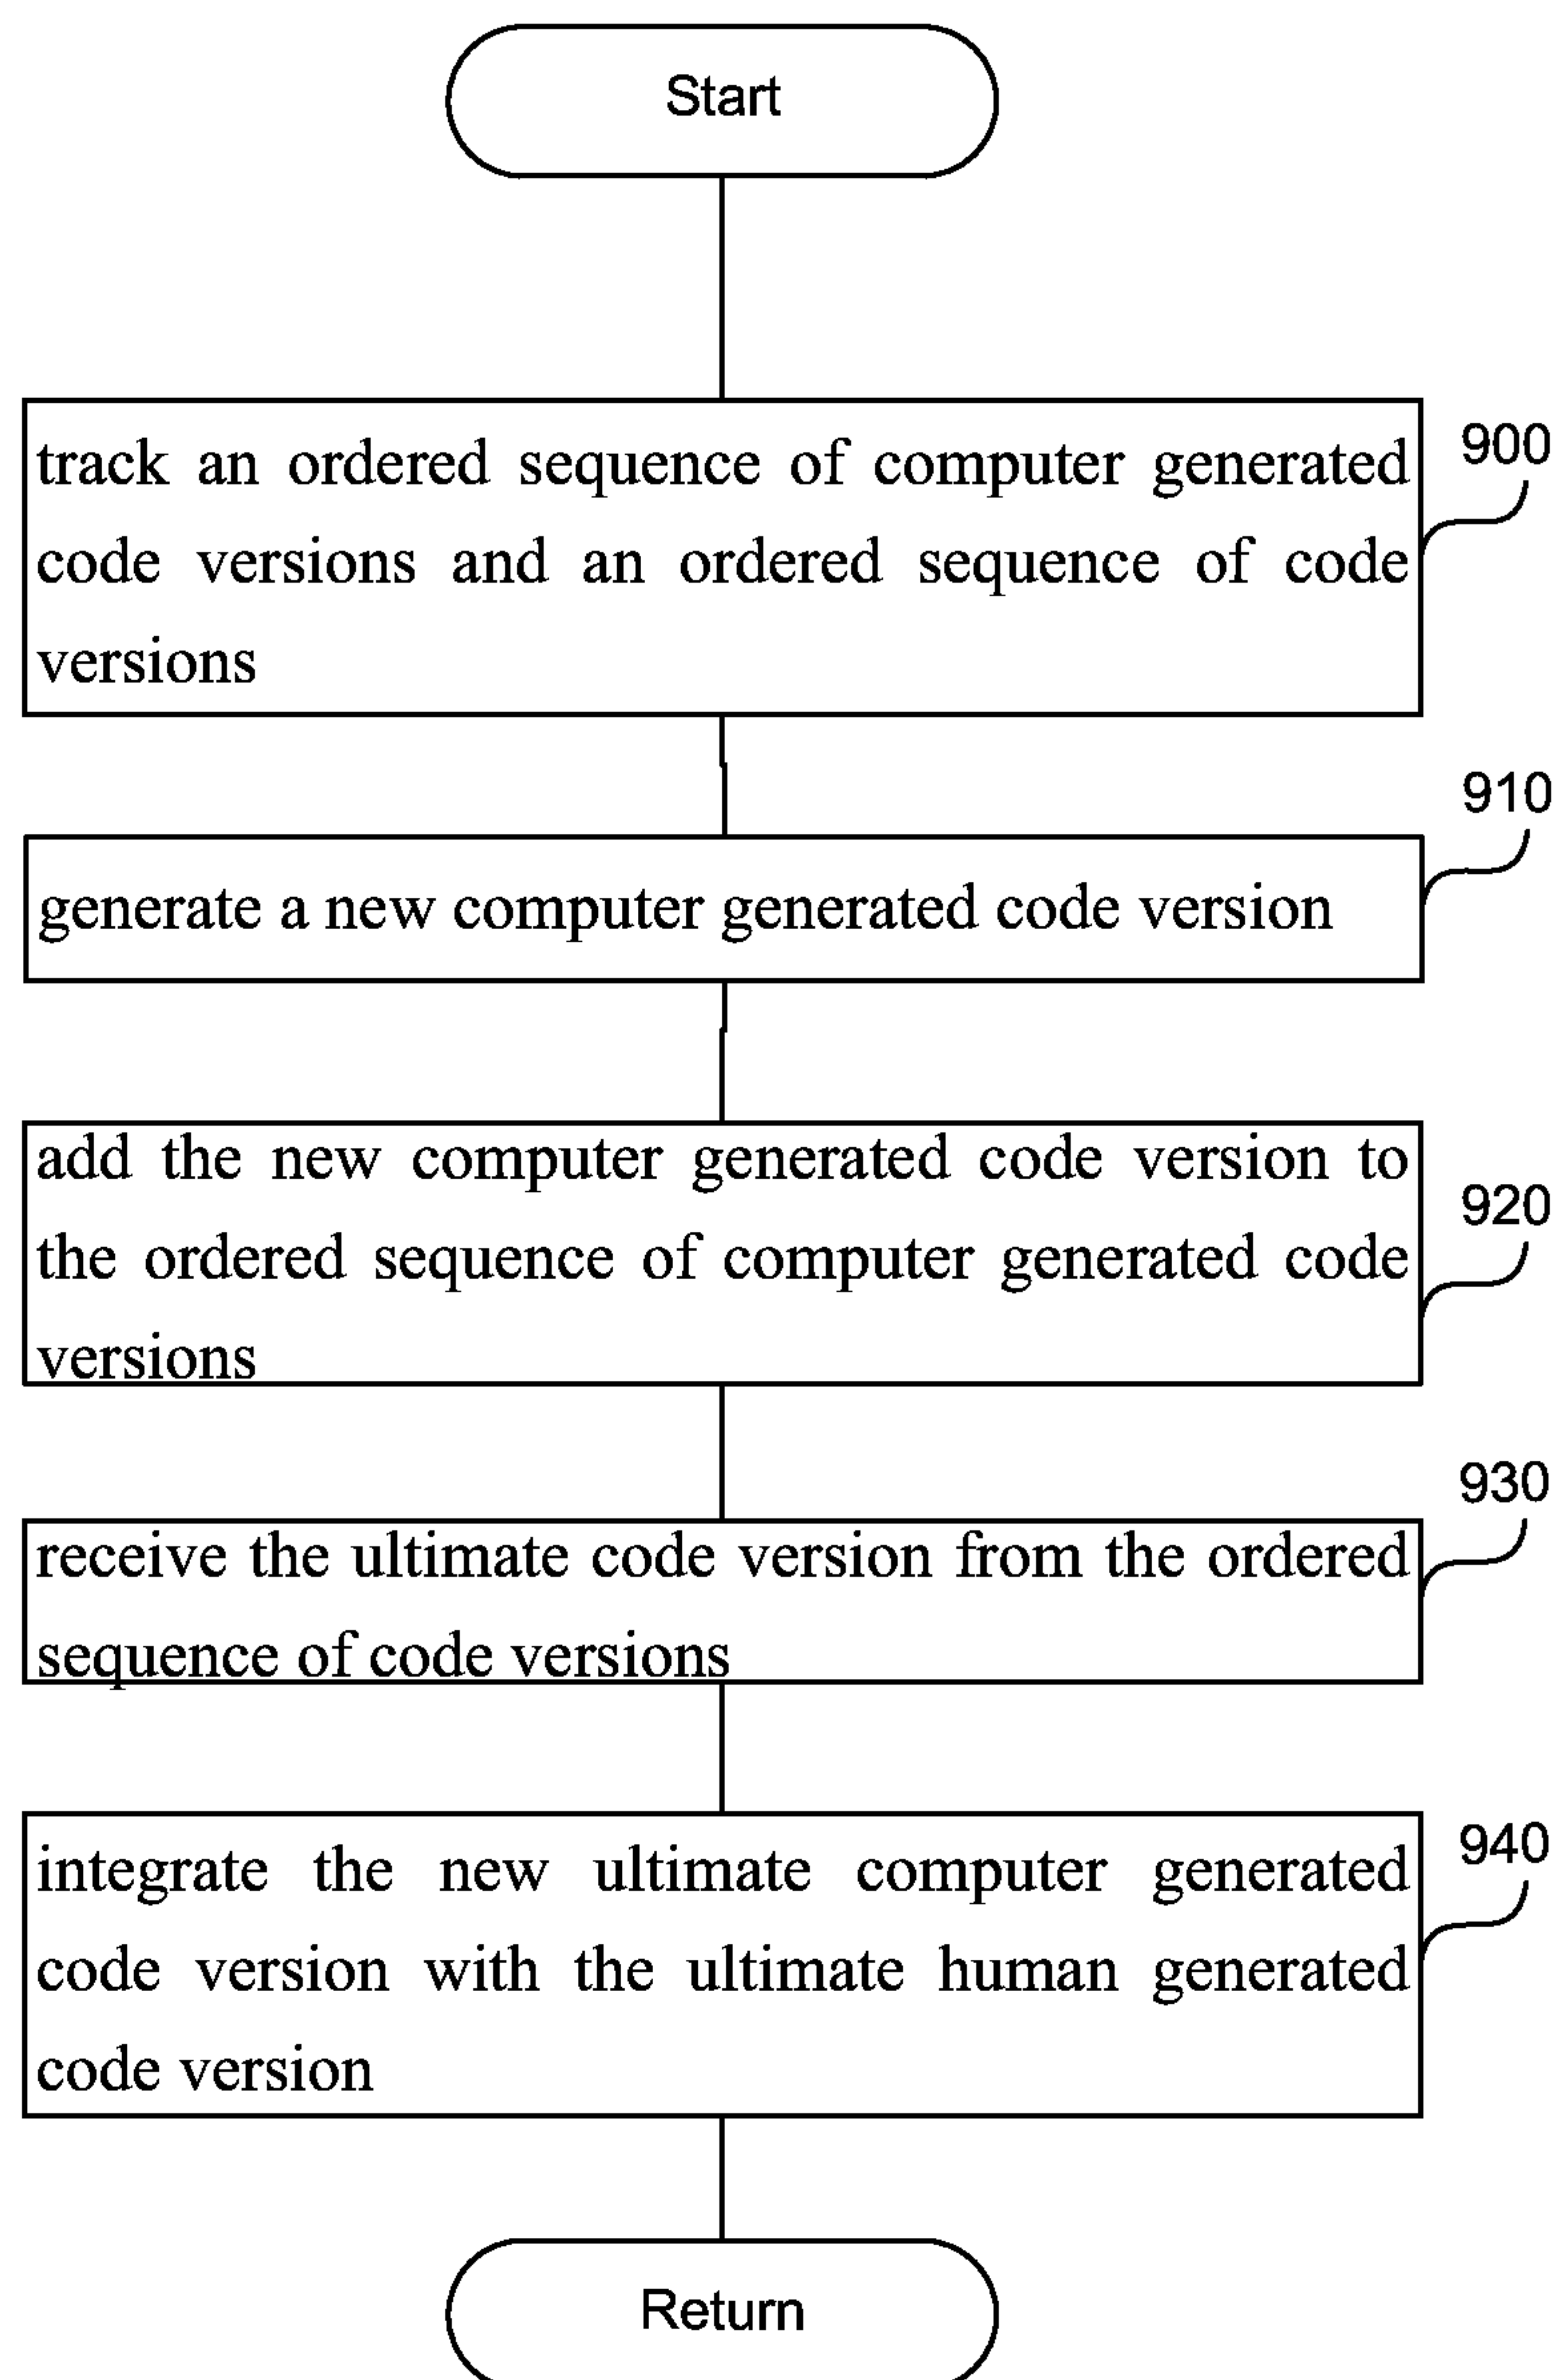 Start
track an ordered sequence of computer generated
code versions and an ordered sequence of code
versions
900
generate a new computer generated code version
910
add the new computer generated code version to
the ordered sequence of computer generated code
versions
920
receive the ultimate code version from the ordered
sequence of code versions
930
integrate the new ultimate computer generated
code version with the ultimate human generated
code version
940
Return